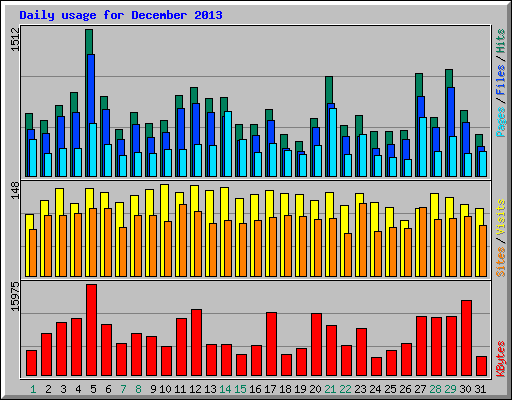 Daily usage for December 2013
1512
Pages / Files / Hits
148
Sites / Visits
15975
KBytes
1 2 3 4 5 6 7 8 9 10 11 12 13 14 15 16 17 18 19 20 21 22 23 24 25 26 27 28 29 30 31